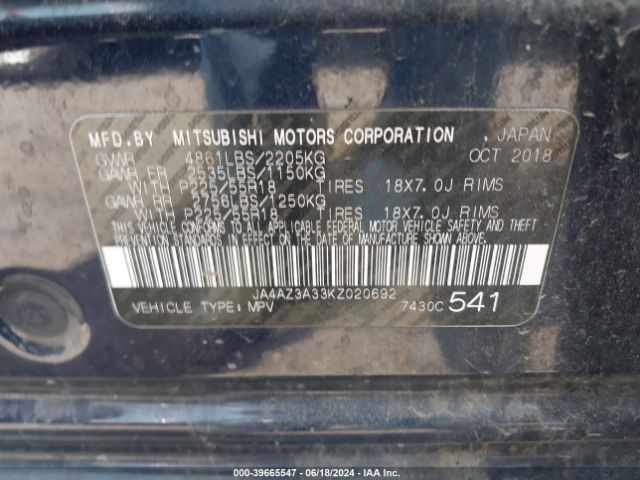 MFD.BY MITSUBISHI MOTORS CORPORATION , JAPAN
GVWR 4861LBS/2205KG OCT 2018
GAWR FR 2535LBS/1150KG
WITH P225/55R18 TIRES 18X7.0J RIMS
GAWR RR 2756LBS/1250KG
WITH P225/55R18 TIRES 18X7.0J RIMS
THIS VEHICLE CONFORMS TO ALL APPLICABLE FEDERAL MOTOR VEHICLE SAFETY, BUMPER AND THEFT
PREVENTION STANDARDS IN EFFECT ON THE DATE OF MANUFACTURE SHOWN ABOVE.
JA4AZ3A33KZ020692
VEHICLE TYPE: MPV 7430C 541
000-39665547 - 06/18/2024 - IAA Inc.